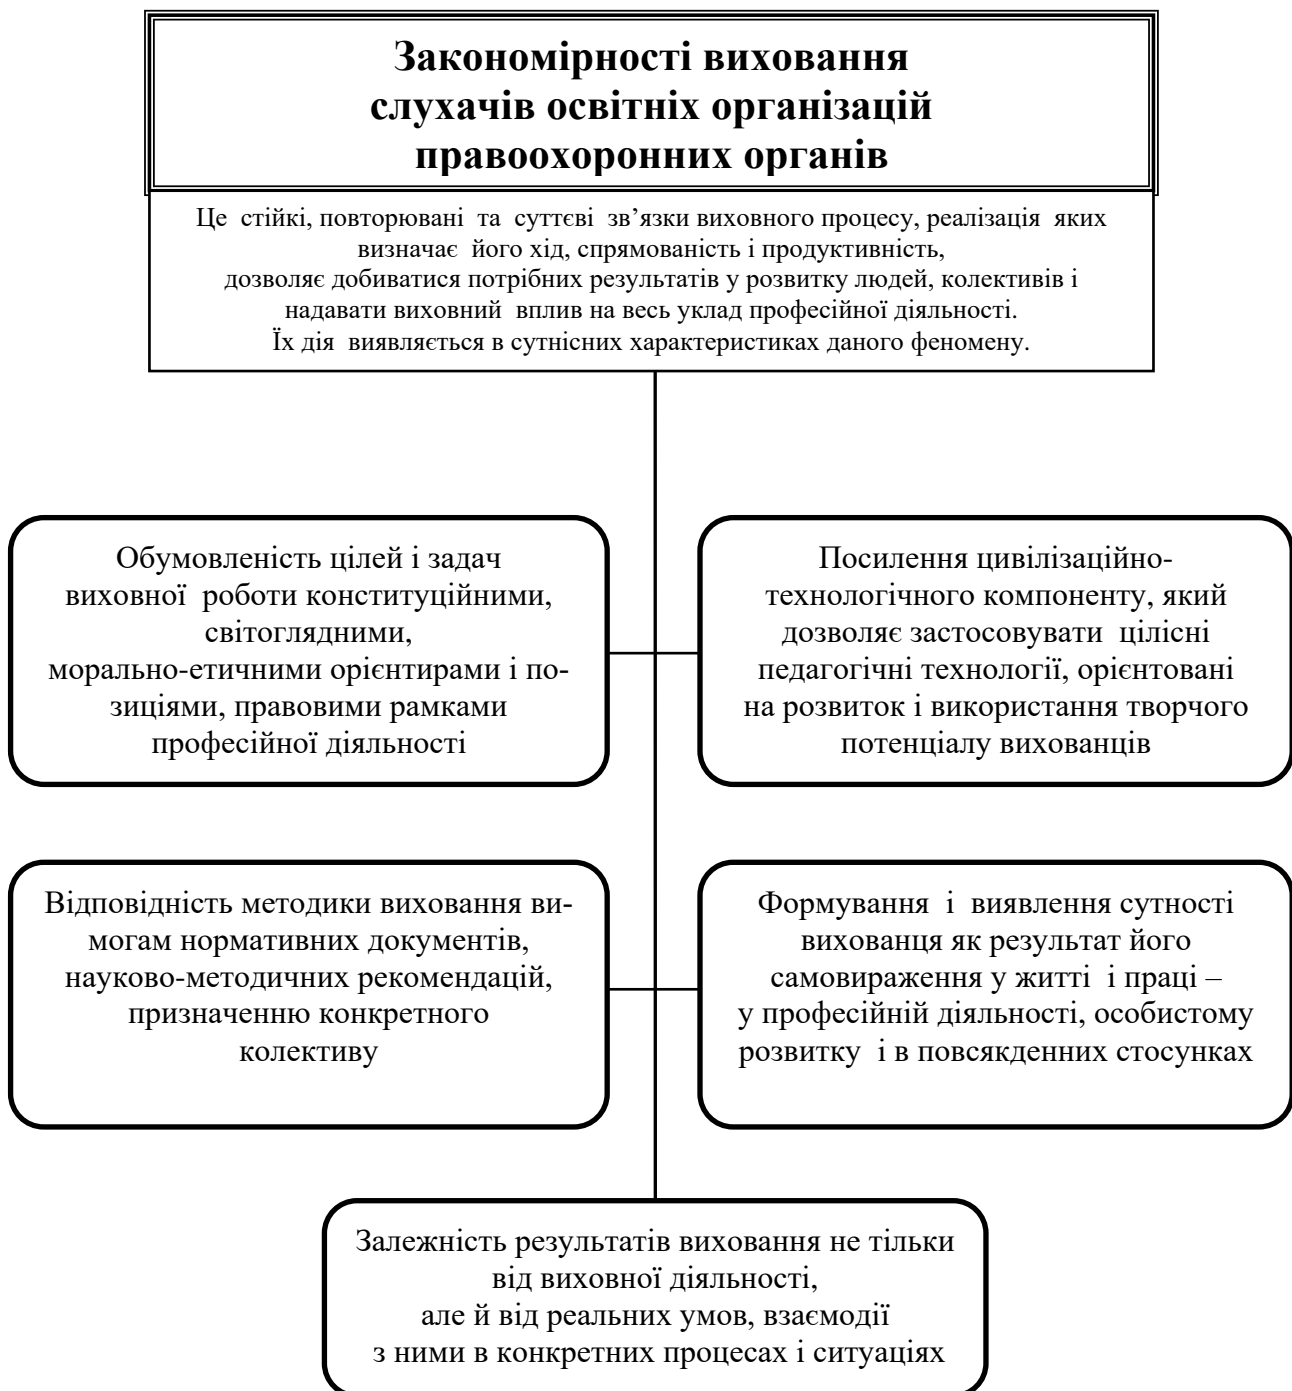 Закономірності виховання
слухачів освітніх організацій
правоохоронних органів
Це стійкі, повторювані та суттєві зв’язки виховного процесу, реалізація яких
визначає його хід, спрямованість і продуктивність,
дозволяє добиватися потрібних результатів у розвитку людей, колективів і
надавати виховний вплив на весь уклад професійної діяльності.
Їх дія виявляється в сутнісних характеристиках даного феномену.
Обумовленість цілей і задач
виховної роботи конституційними,
світоглядними,
морально-етичними орієнтирами і по-
зиціями, правовими рамками
професійної діяльності
Посилення цивілізаційно-
технологічного компоненту, який
дозволяє застосовувати цілісні
педагогічні технології, орієнтовані
на розвиток і використання творчого
потенціалу вихованців
Відповідність методики виховання ви-
могам нормативних документів,
науково-методичних рекомендацій,
призначенню конкретного
колективу
Формування і виявлення сутності
вихованця як результат його
самовираження у житті і праці –
у професійній діяльності, особистому
розвитку і в повсякденних стосунках
Залежність результатів виховання не тільки
від виховної діяльності,
але й від реальних умов, взаємодії
з ними в конкретних процесах і ситуаціях